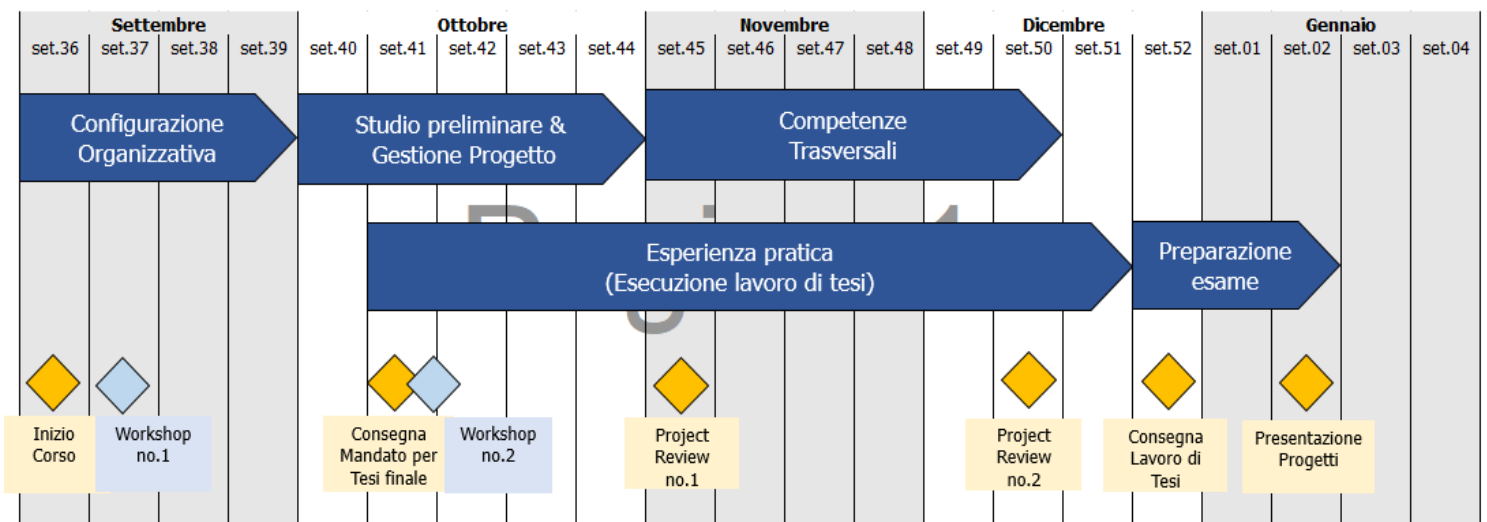 Settembre Ottobre Novembre Dicembre Gennaio
set.36 set.37 set.38 set.39 set.40 set.41 set.42 set.43 set.44 set.45 set.46 set.47 set.48 set.49 set.50 set.51 set.52 set.01 set.02 set.03 set.04
Configurazione
Organizzativa
Studio preliminare &
Gestione Progetto
Competenze
Trasversali
Esperienza pratica
(Esecuzione lavoro di tesi)
Preparazione
esame
Inizio
Corso
Workshop
no.1
Consegna
Mandato per
Tesi finale
Workshop
no.2
Project
Review
no.1
Project
Review
no.2
Consegna
Lavoro di
Tesi
Presentazione
Progetti